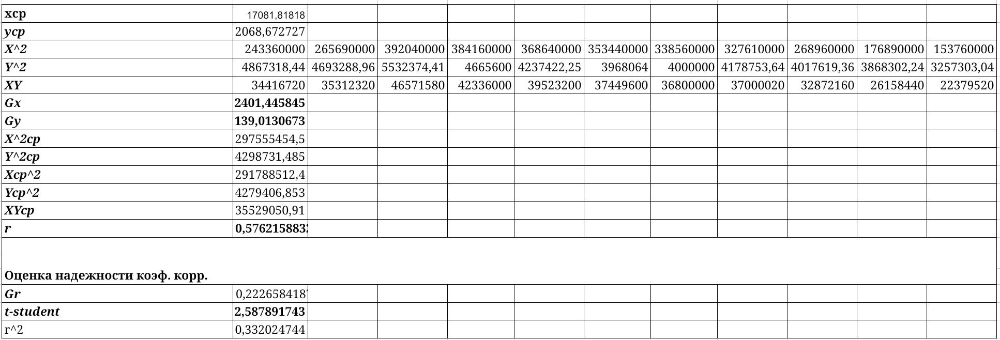 xcp 17081,81818
ycp 2068,672727
X^2 243360000 265690000 392040000 384160000 368640000 353440000 338560000 327610000 268960000 176890000 153760000
Y^2 4867318,44 4693288,96 5532374,41 4665600 4237422,25 3968064 4000000 4178753,64 4017619,36 3868302,24 3257303,04
XY 34416720 35312320 46571580 42336000 39523200 37449600 36800000 37000020 32872160 26158440 22379520
Gx 2401,445845
Gy 139,0130673
X^2cp 297555454,5
Y^2cp 4298731,485
Xcp^2 291788512,4
Ycp^2 4279406,853
XYcp 35529050,91
r 0,5762158832
Оценка надежности коэф. корр.
Gr 0,2226584187
t-student 2,587891743
r^2 0,332024744